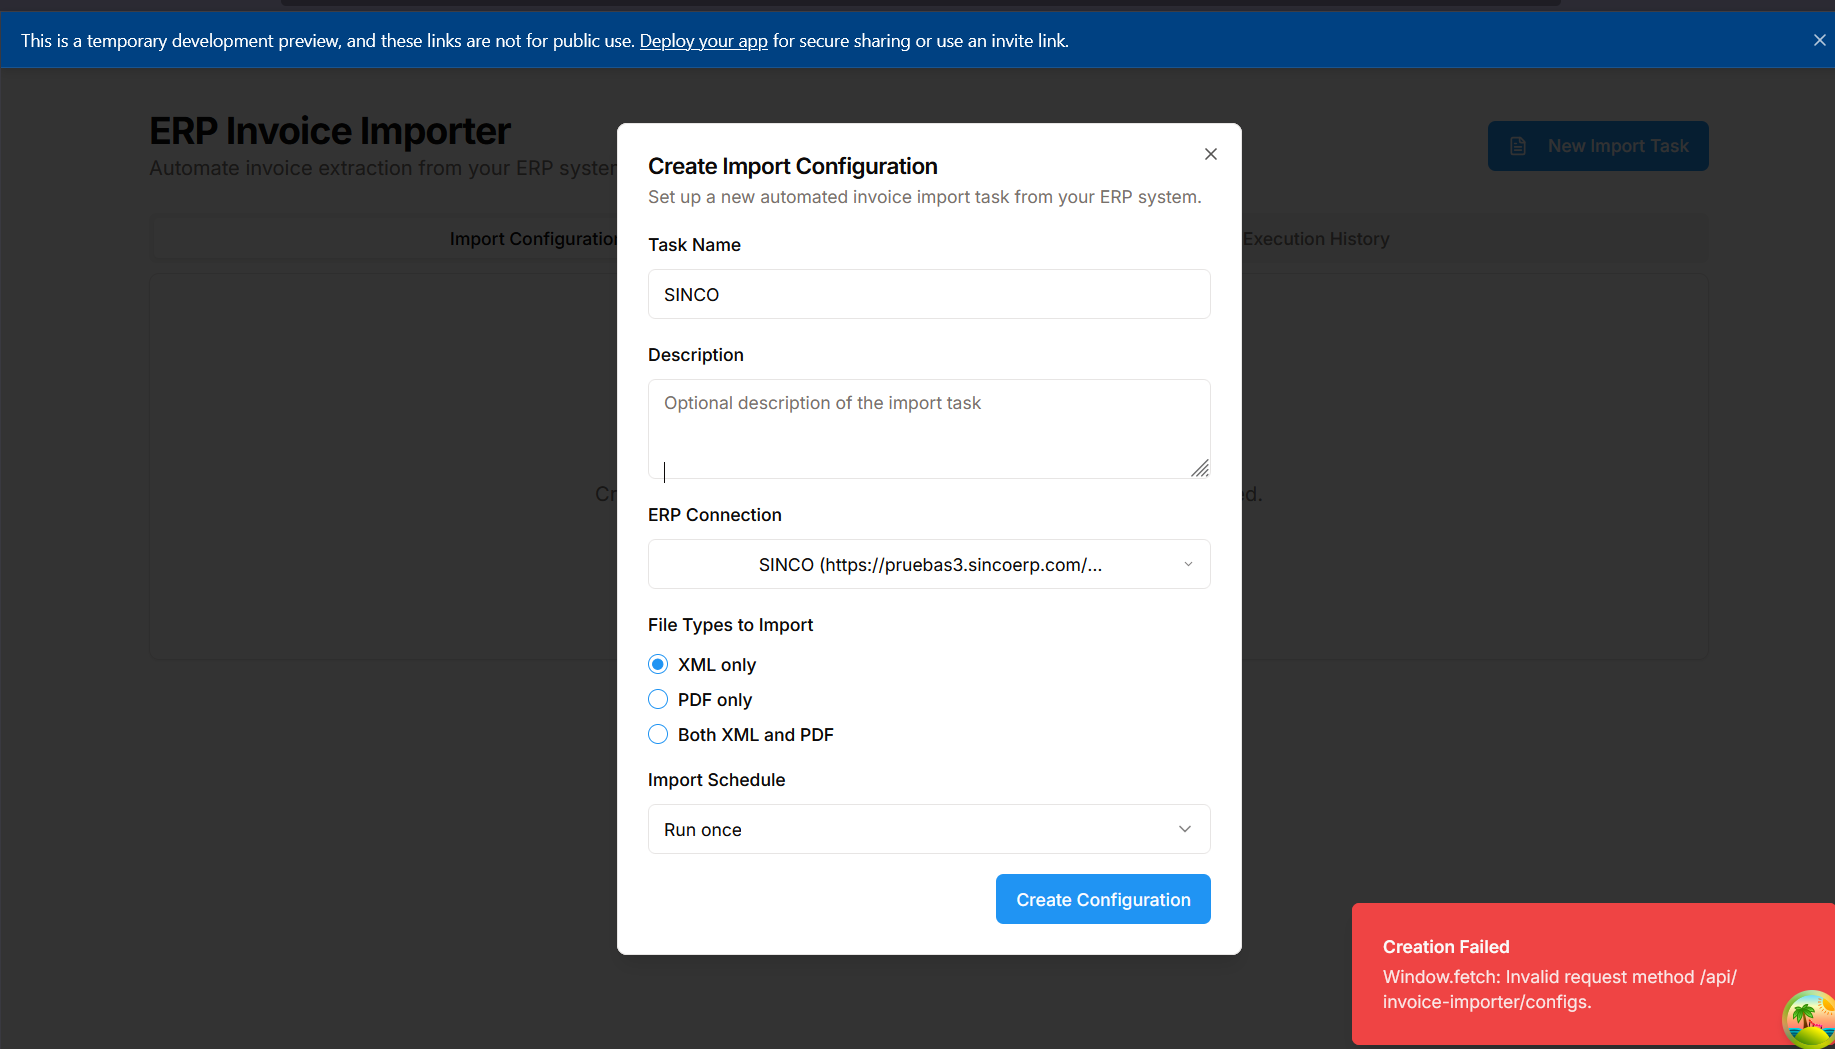 This is a temporary development preview, and these links are not for public use. Deploy your app for secure sharing or use an invite link.
ERP Invoice Importer
Automate invoice extraction from your ERP
New Import Task
Import
Execution History
Create Import Configuration
Set up a new automated invoice import task from your ERP system.
Task Name
SINCO
Description
Optional description of the import task
ERP Connection
SINCO (https://pruebas3.sincoerp.com/...
File Types to Import
XML only
PDF only
Both XML and PDF
Import Schedule
Run once
Create Configuration
Creation Failed
Window.fetch: Invalid request method /api/
invoice-importer/configs.